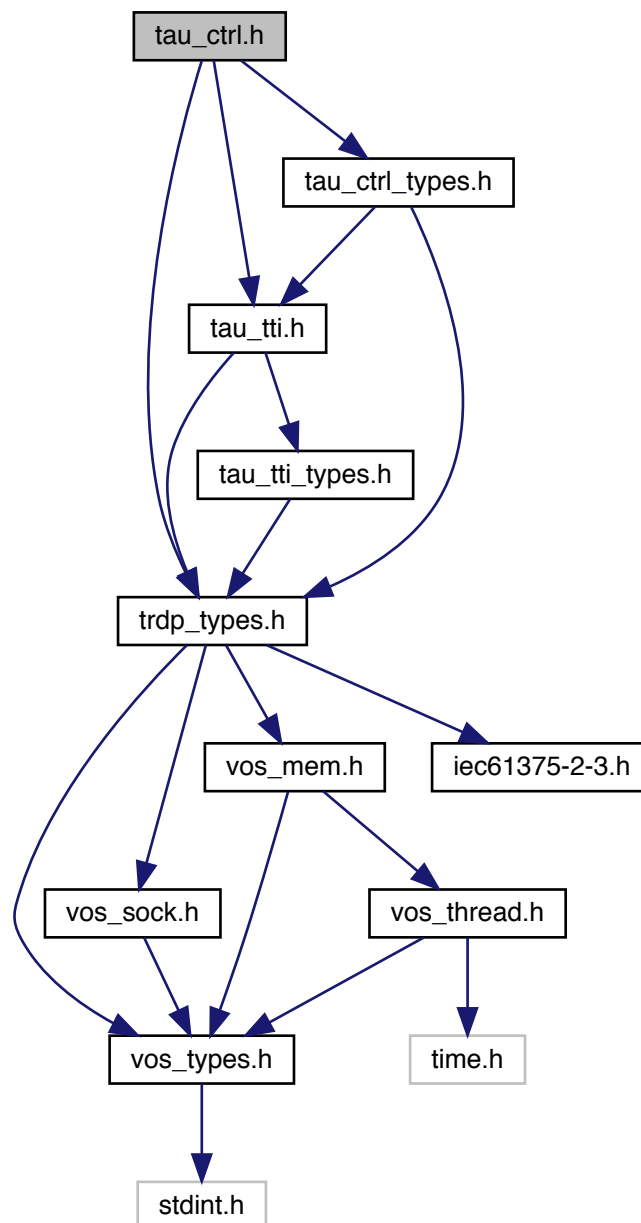 tau_ctrl.h
tau_ctrl_types.h
tau_tti.h
tau_tti_types.h
trdp_types.h
vos_mem.h
iec61375-2-3.h
vos_sock.h
vos_thread.h
vos_types.h
time.h
stdint.h